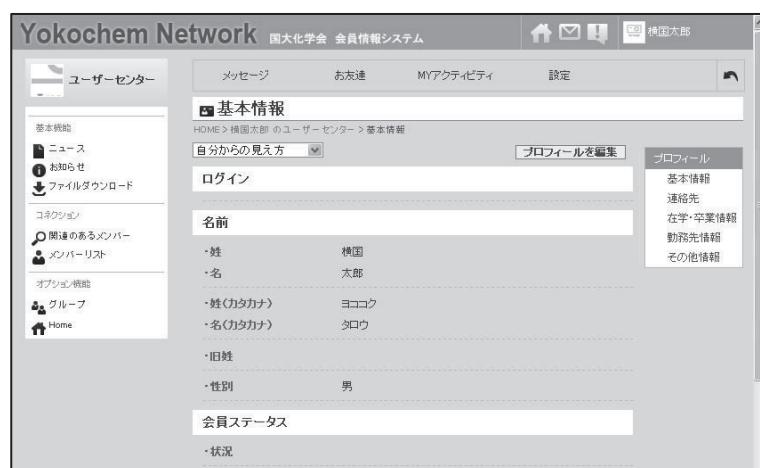 Yokochem Network 国大化学会 会員情報システム
横国太郎
ユーザーセンター
メッセージ お友達 MYアクティビティ 設定
基本情報
HOME > 横国太郎 のユーザーセンター > 基本情報
自分からの見え方 プロフィールを編集
基本機能
ニュース
お知らせ
ファイルダウンロード
コネクション
関連のあるメンバー
メンバーリスト
オプション機能
グループ
Home
ログイン
名前
・姓 横国
・名 太郎
・姓(カタカナ) ヨココク
・名(カタカナ) タロウ
・旧姓
・性別 男
会員ステータス
・状況
プロフィール
基本情報
連絡先
在学・卒業情報
勤務先情報
その他情報